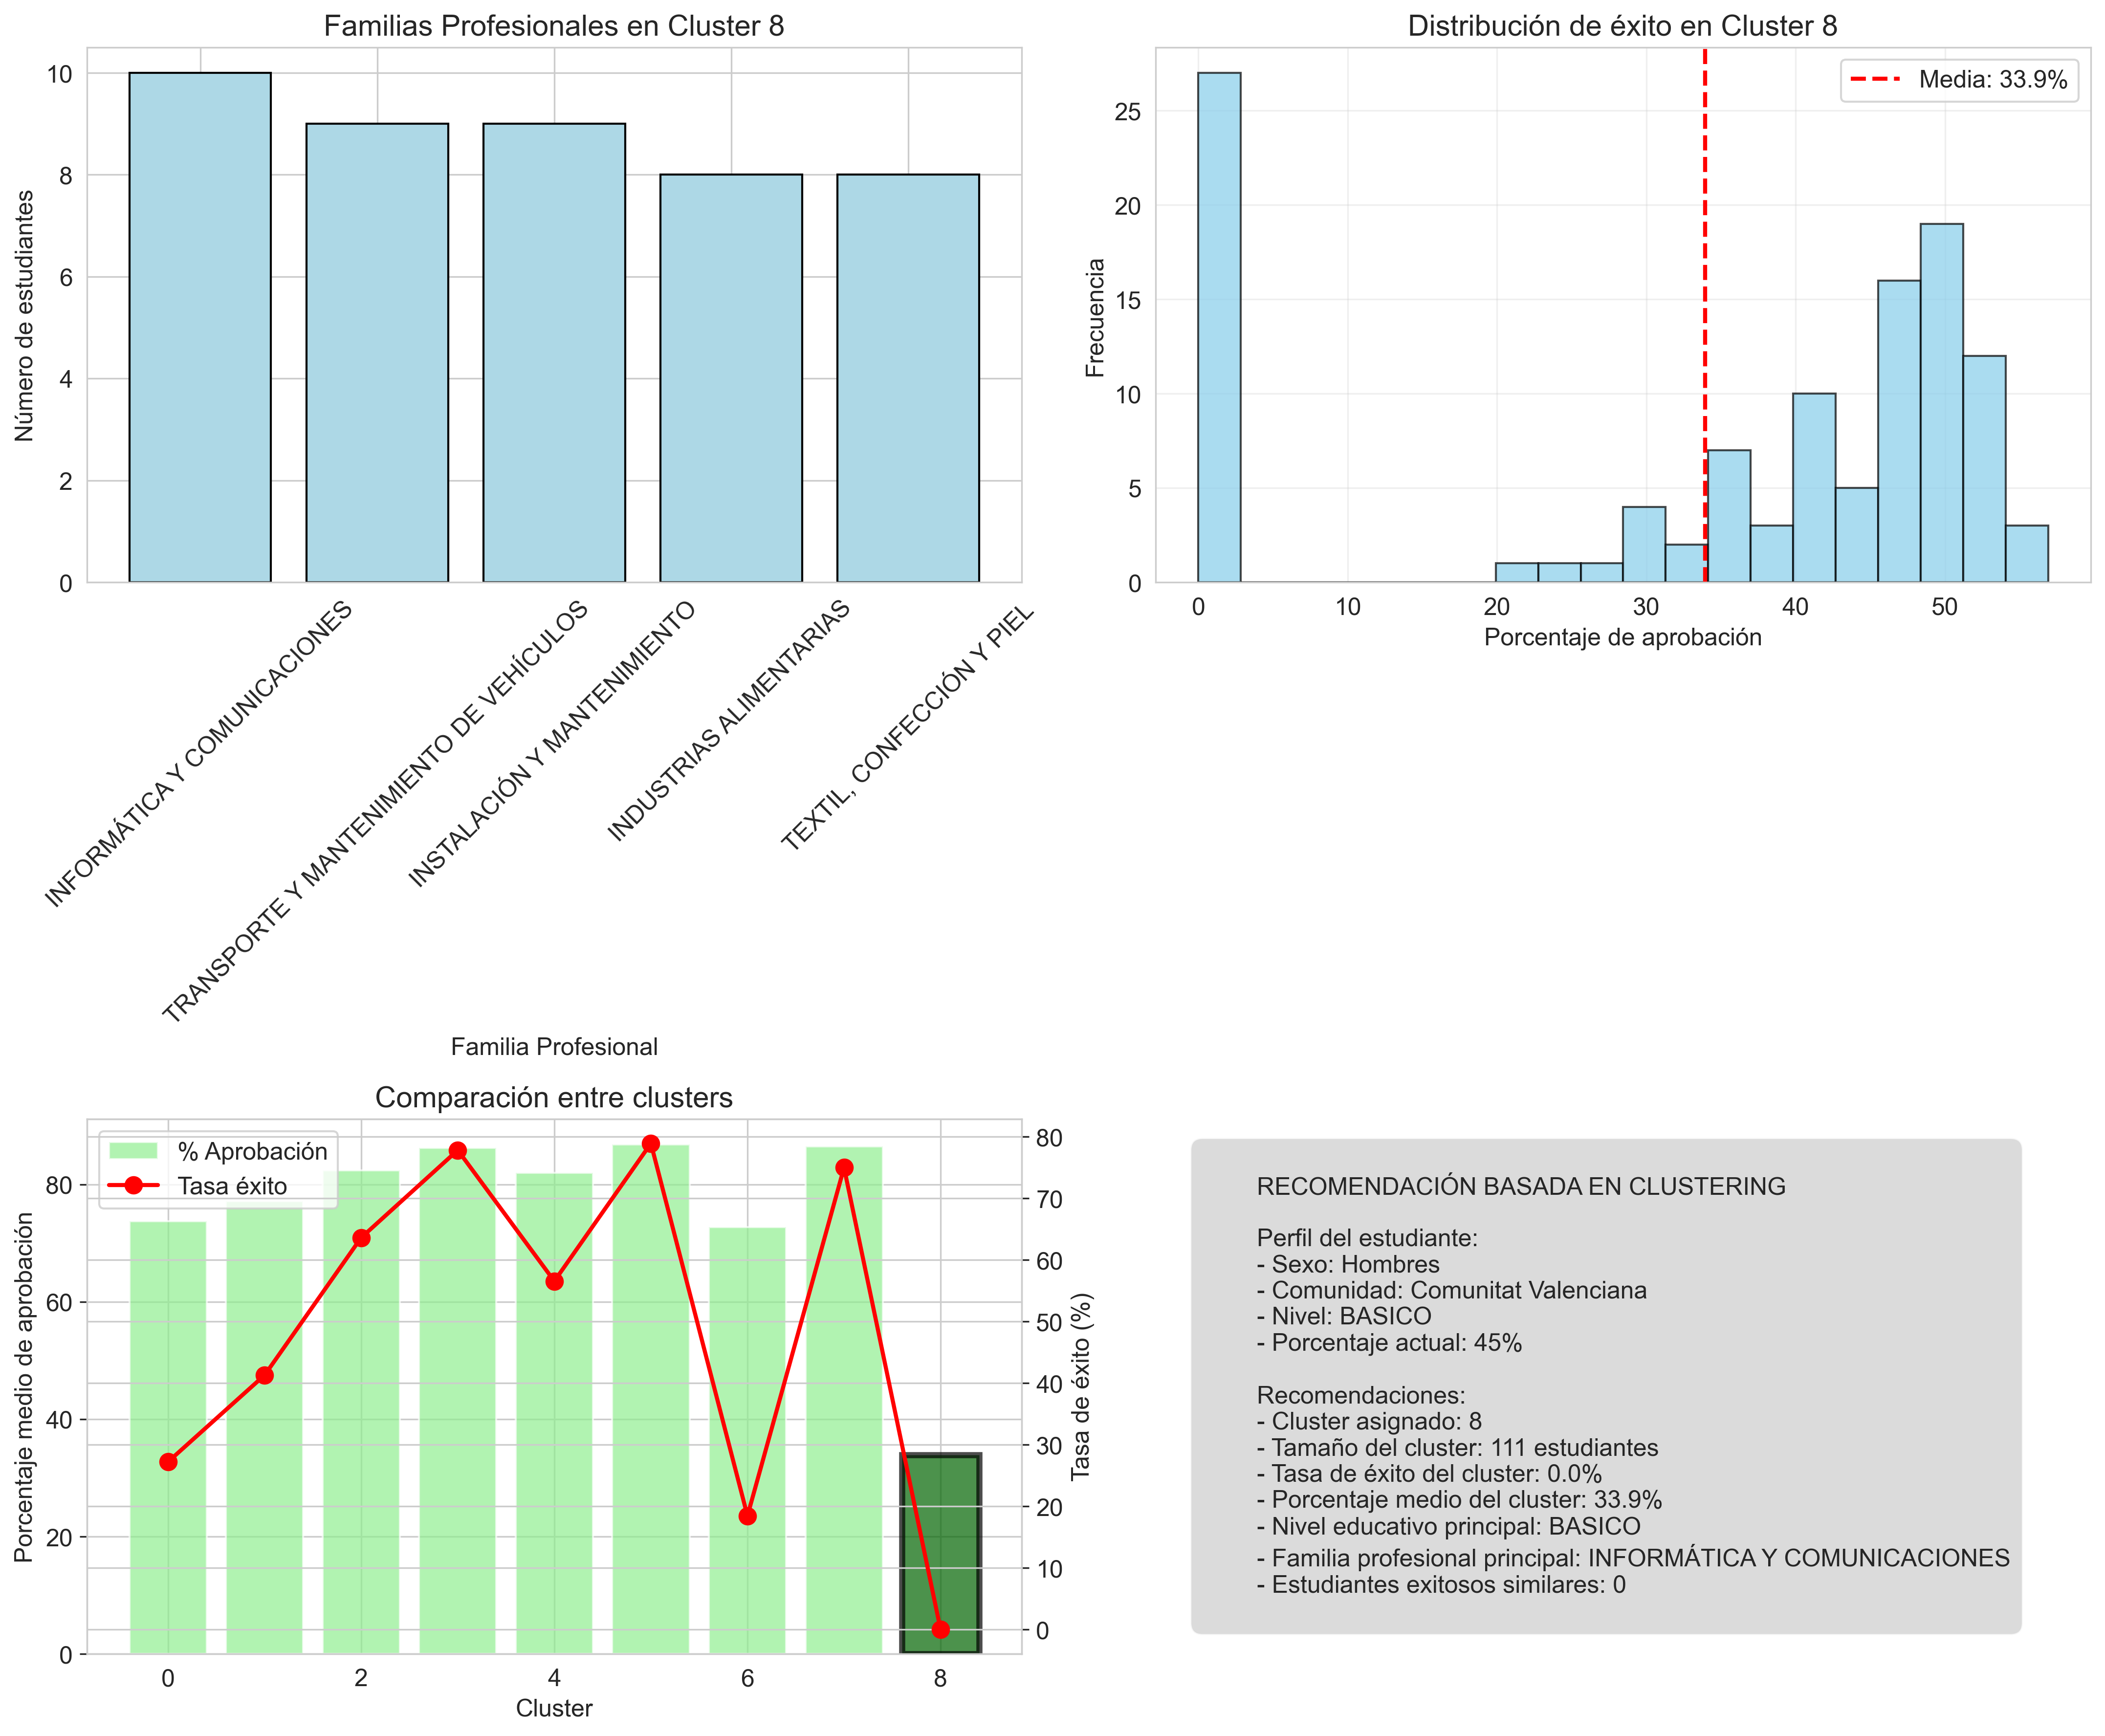 Familias Profesionales en Cluster 8
Número de estudiantes
10
8
6
4
2
0
INFORMÁTICA Y COMUNICACIONES
TRANSPORTE Y MANTENIMIENTO DE VEHÍCULOS
INSTALACIÓN Y MANTENIMIENTO
INDUSTRIAS ALIMENTARIAS
TEXTIL, CONFECCIÓN Y PIEL
Familia Profesional
Distribución de éxito en Cluster 8
Media: 33.9%
Frecuencia
25
20
15
10
5
0
0 10 20 30 40 50
Porcentaje de aprobación
Comparación entre clusters
% Aprobación
Tasa éxito
Porcentaje medio de aprobación
80
60
40
20
0
0 2 4 6 8
Cluster
80
70
60
50
40
30
20
10
0
Tasa de éxito (%)
RECOMENDACIÓN BASADA EN CLUSTERING
Perfil del estudiante:
- Sexo: Hombres
- Comunidad: Comunitat Valenciana
- Nivel: BASICO
- Porcentaje actual: 45%
Recomendaciones:
- Cluster asignado: 8
- Tamaño del cluster: 111 estudiantes
- Tasa de éxito del cluster: 0.0%
- Porcentaje medio del cluster: 33.9%
- Nivel educativo principal: BASICO
- Familia profesional principal: INFORMÁTICA Y COMUNICACIONES
- Estudiantes exitosos similares: 0